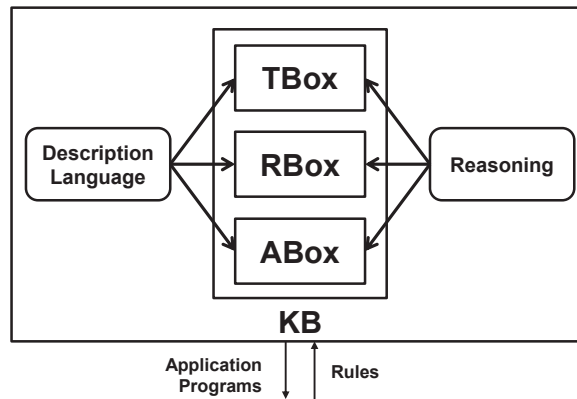 TBox
Description
Language
RBox
Reasoning
ABox
KB
Application
Programs
Rules